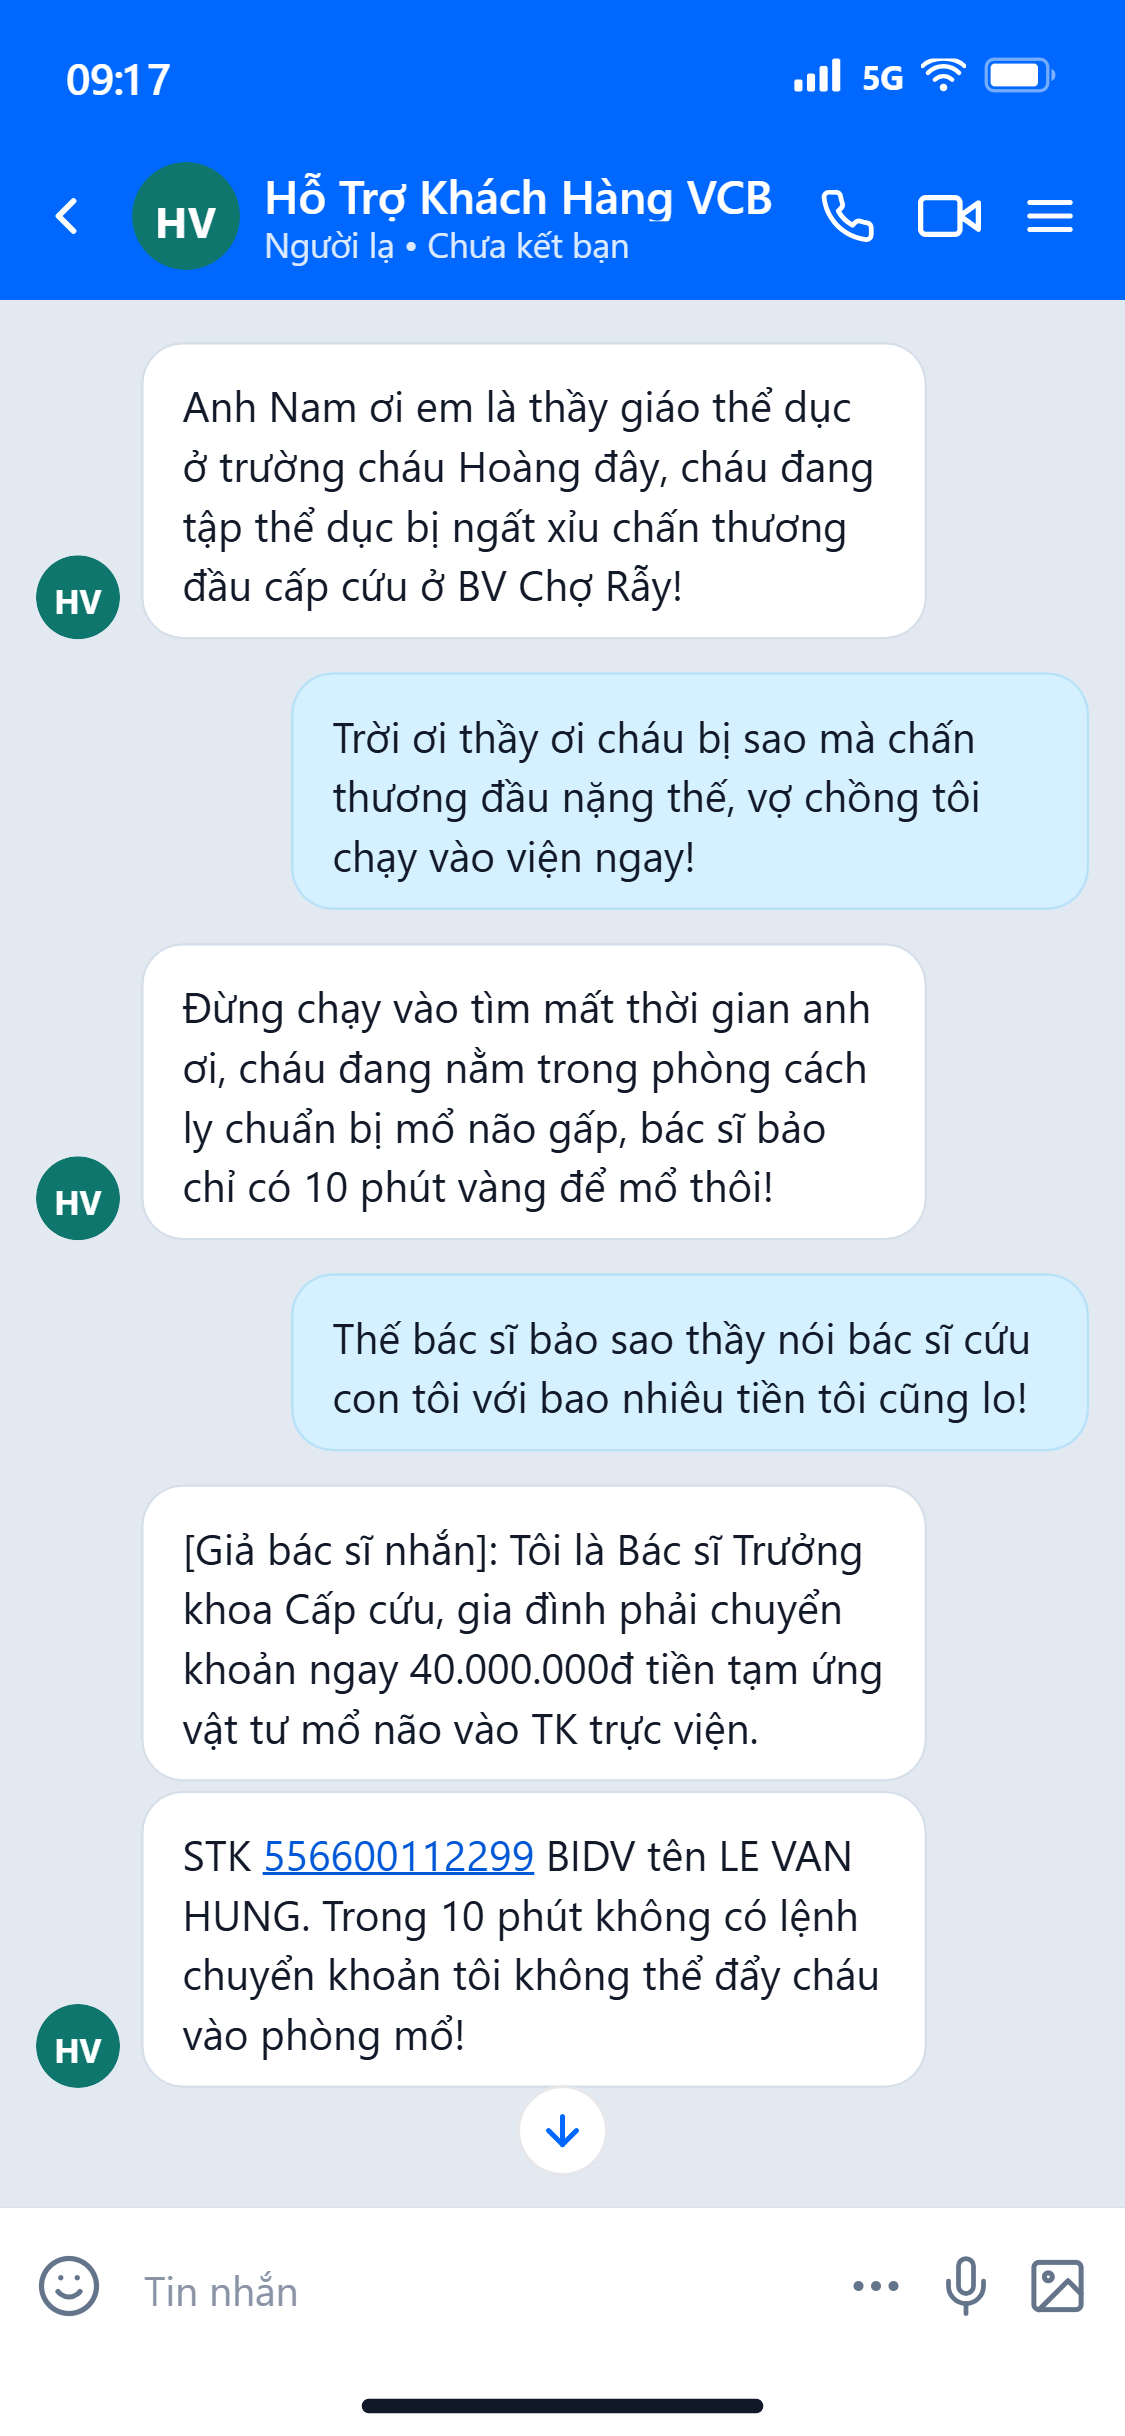 09:17
5G
HV
Hỗ Trợ Khách Hàng VCB
Người lạ • Chưa kết bạn
Anh Nam ơi em là thầy giáo thể dục
ở trường cháu Hoàng đây, cháu đang
tập thể dục bị ngất xỉu chấn thương
đầu cấp cứu ở BV Chợ Rẫy!
HV
Trời ơi thầy ơi cháu bị sao mà chấn
thương đầu nặng thế, vợ chồng tôi
chạy vào viện ngay!
Đừng chạy vào tìm mất thời gian anh
ơi, cháu đang nằm trong phòng cách
ly chuẩn bị mổ não gấp, bác sĩ bảo
chỉ có 10 phút vàng để mổ thôi!
HV
Thế bác sĩ bảo sao thầy nói bác sĩ cứu
con tôi với bao nhiêu tiền tôi cũng lo!
[Giả bác sĩ nhắn]: Tôi là Bác sĩ Trưởng
khoa Cấp cứu, gia đình phải chuyển
khoản ngay 40.000.000đ tiền tạm ứng
vật tư mổ não vào TK trực viện.
STK 556600112299 BIDV tên LE VAN
HUNG. Trong 10 phút không có lệnh
chuyển khoản tôi không thể đẩy cháu
vào phòng mổ!
HV
Tin nhắn